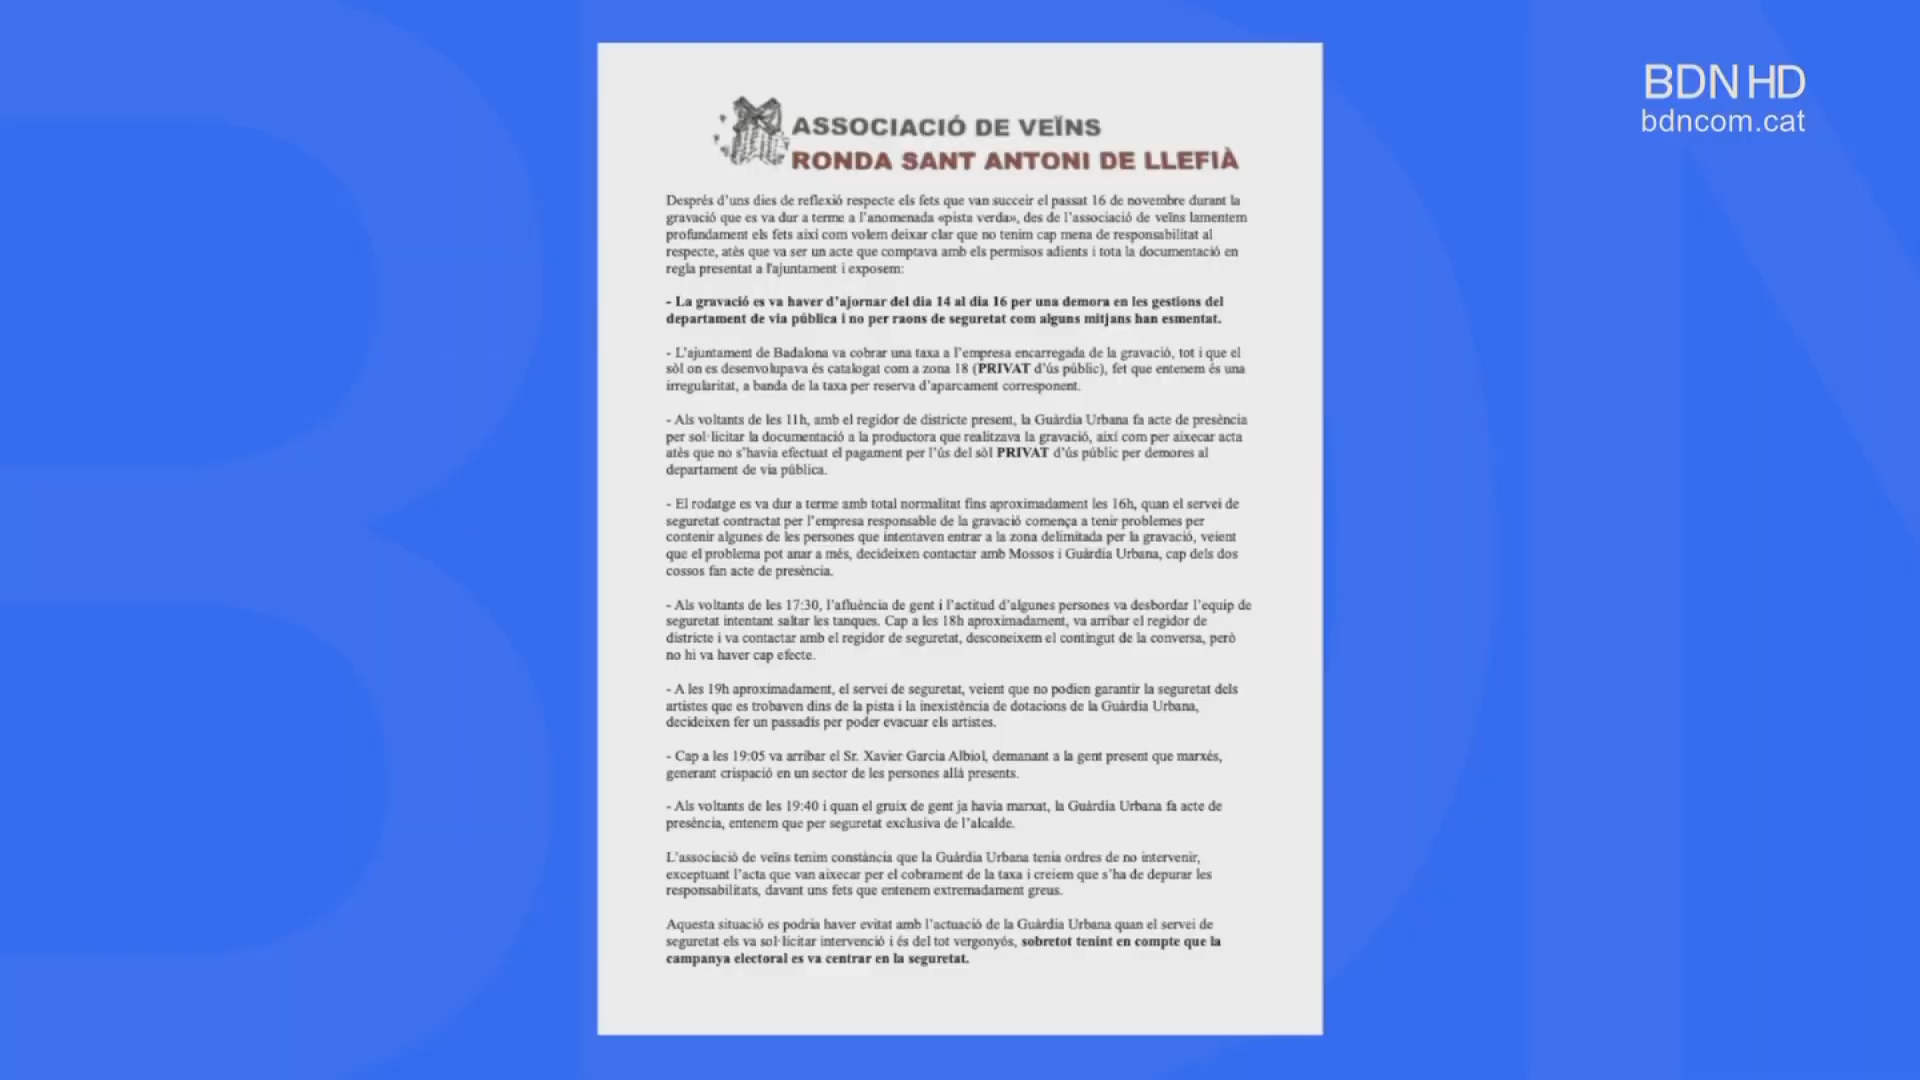 BDN HD
bdncom.cat
ASSOCIACIÓ DE VEÏNS
RONDA SANT ANTONI DE LLEFIÀ
Després d'uns dies de reflexió respecte els fets que van succeir el passat 16 de novembre durant la
gravació que es va dur a terme a l'anomenada «pista verda», des de l'associació de veïns lamentem
profundament els fets així com volem deixar clar que no tenim cap mena de responsabilitat al
respecte, atès que va ser un acte que comptava amb els permisos adients i tota la documentació en
regla presentat a l'ajuntament i exposem:
- La gravació es va haver d'ajornar del dia 14 al dia 16 per una demora en les gestions del
departament de via pública i no per raons de seguretat com alguns mitjans han esmentat.
- L'ajuntament de Badalona va cobrar una taxa a l'empresa encarregada de la gravació, tot i que el
sòl on es desenvolupava és catalogat com a zona 18 (PRIVAT d'ús públic), fet que entenem és una
irregularitat, a banda de la taxa per reserva d'aparcament corresponent.
- Als voltants de les 11h, amb el regidor de districte present, la Guàrdia Urbana fa acte de presència
per sol·licitar la documentació a la productora que realitzava la gravació, així com per aixecar acta
atès que no s'havia efectuat el pagament per l'ús del sòl PRIVAT d'ús públic per demores al
departament de via pública.
- El rodatge es va dur a terme amb total normalitat fins aproximadament les 16h, quan el servei de
seguretat contractat per l'empresa responsable de la gravació comença a tenir problemes per
contenir algunes de les persones que intentaven entrar a la zona delimitada per la gravació, veient
que el problema pot anar a més, decideixen contactar amb Mossos i Guàrdia Urbana, cap dels dos
cossos fan acte de presència.
- Als voltants de les 17:30, l'afluència de gent i l'actitud d'algunes persones va desbordar l'equip de
seguretat intentant saltar les tanques. Cap a les 18h aproximadament, va arribar el regidor de
districte i va contactar amb el regidor de seguretat, desconeixem el contingut de la conversa, però
no hi va haver cap efecte.
- A les 19h aproximadament, el servei de seguretat, veient que no podien garantir la seguretat dels
artistes que es trobaven dins de la pista i la inexistència de dotacions de la Guàrdia Urbana,
decideixen fer un passadís per poder evacuar els artistes.
- Cap a les 19:05 va arribar el Sr. Xavier Garcia Albiol, demanant a la gent present que marxés,
generant crispació en un sector de les persones allà presents.
- Als voltants de les 19:40 i quan el gruix de gent ja havia marxat, la Guàrdia Urbana fa acte de
presència, entenem que per seguretat exclusiva de l'alcalde.
L'associació de veïns tenim constància que la Guàrdia Urbana tenia ordres de no intervenir,
exceptuant l'acta que van aixecar per el cobrament de la taxa i creiem que s'ha de depurar les
responsabilitats, davant uns fets que entenem extremadament greus.
Aquesta situació es podria haver evitat amb l'actuació de la Guàrdia Urbana quan el servei de
seguretat els va sol·licitar intervenció i és del tot vergonyós, sobretot tenint en compte que la
campanya electoral es va centrar en la seguretat.